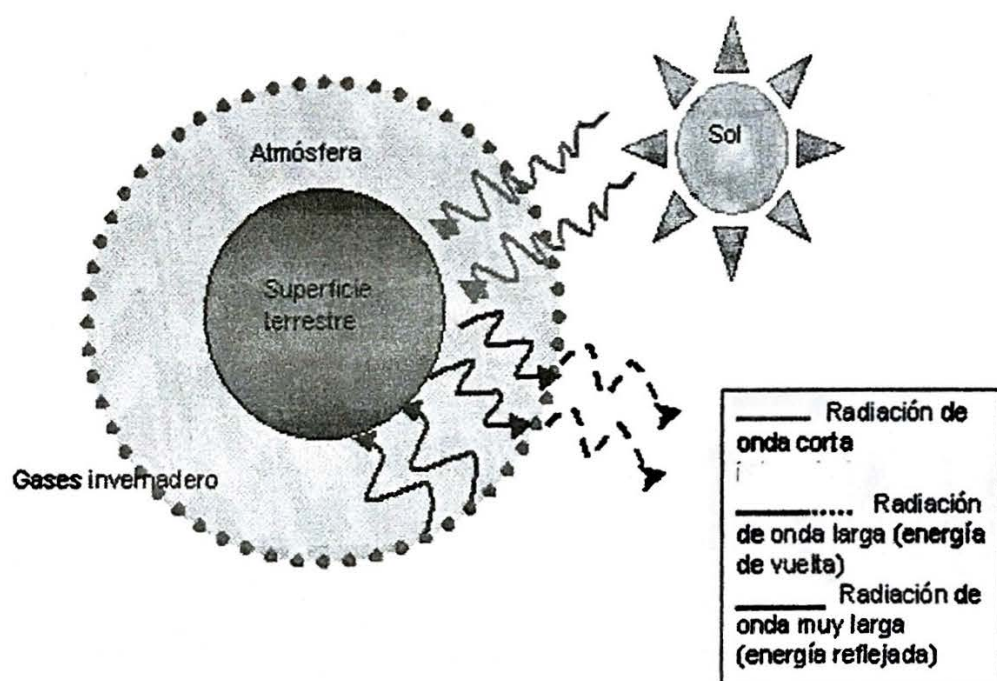 Atmósfera
Sol
Superficie
terrestre
Gases invernadero
Radiación de
onda corta
Radiación
de onda larga (energía
de vuelta)
Radiación de
onda muy larga
(energía reflejada)